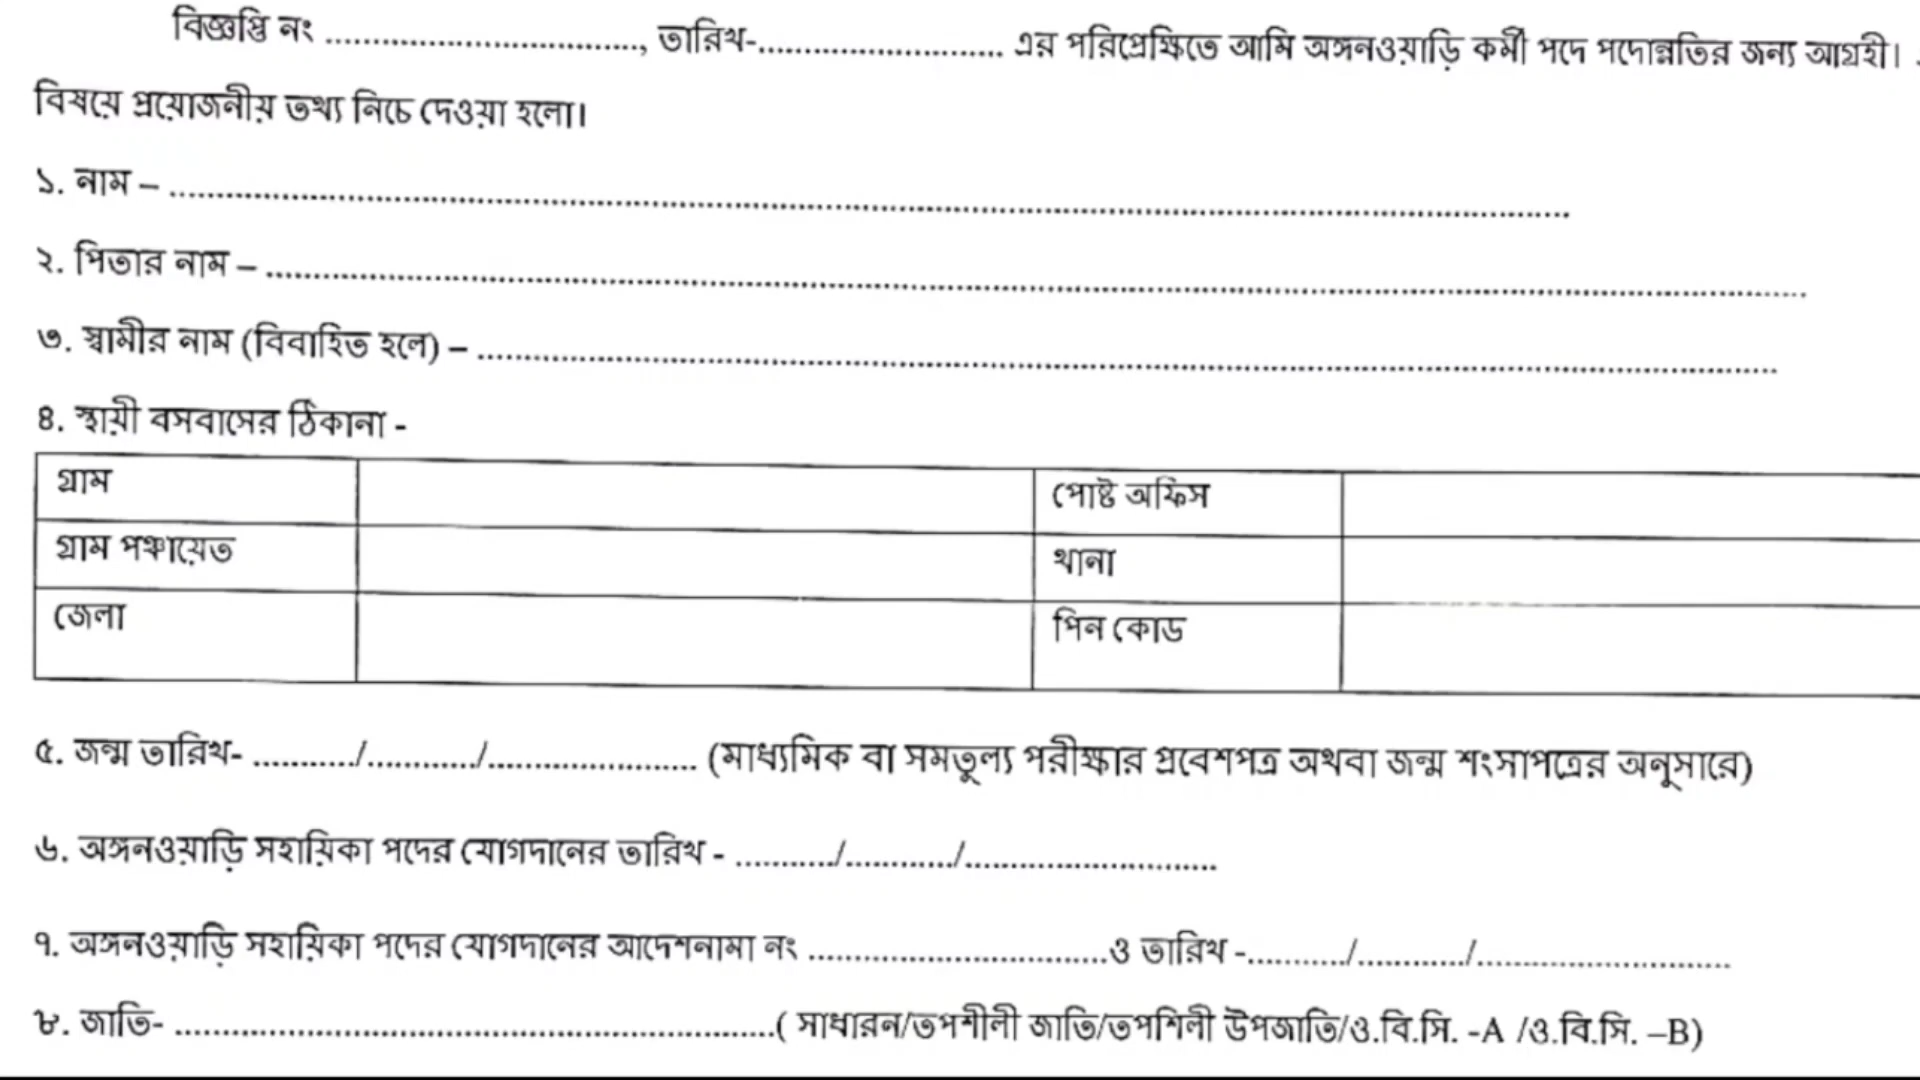 বিজ্ঞপ্তি নং ................................, তারিখ-.......................... এর পরিপ্রেক্ষিতে আমি অঙ্গনওয়াড়ি কর্মী পদে পদোন্নতির জন্য আগ্রহী।
বিষয়ে প্রয়োজনীয় তথ্য নিচে দেওয়া হলো।
১. নাম – ................................................................................
২. পিতার নাম – ................................................................................
৩. স্বামীর নাম (বিবাহিত হলে) – ................................................................................
৪. স্থায়ী বসবাসের ঠিকানা -
গ্রাম পোষ্ট অফিস
গ্রাম পঞ্চায়েত থানা
জেলা পিন কোড
৫. জন্ম তারিখ- .........../............/....................... (মাধ্যমিক বা সমতুল্য পরীক্ষার প্রবেশপত্র অথবা জন্ম শংসাপত্রের অনুসারে)
৬. অঙ্গনওয়াড়ি সহায়িকা পদের যোগদানের তারিখ - ........../............/...........................
৭. অঙ্গনওয়াড়ি সহায়িকা পদের যোগদানের আদেশনামা নং ................................ও তারিখ -.........../............/...........................
৮. জাতি- ................................................................( সাধারন/তপশীলী জাতি/তপশিলী উপজাতি/ও.বি.সি. -A /ও.বি.সি. –B)